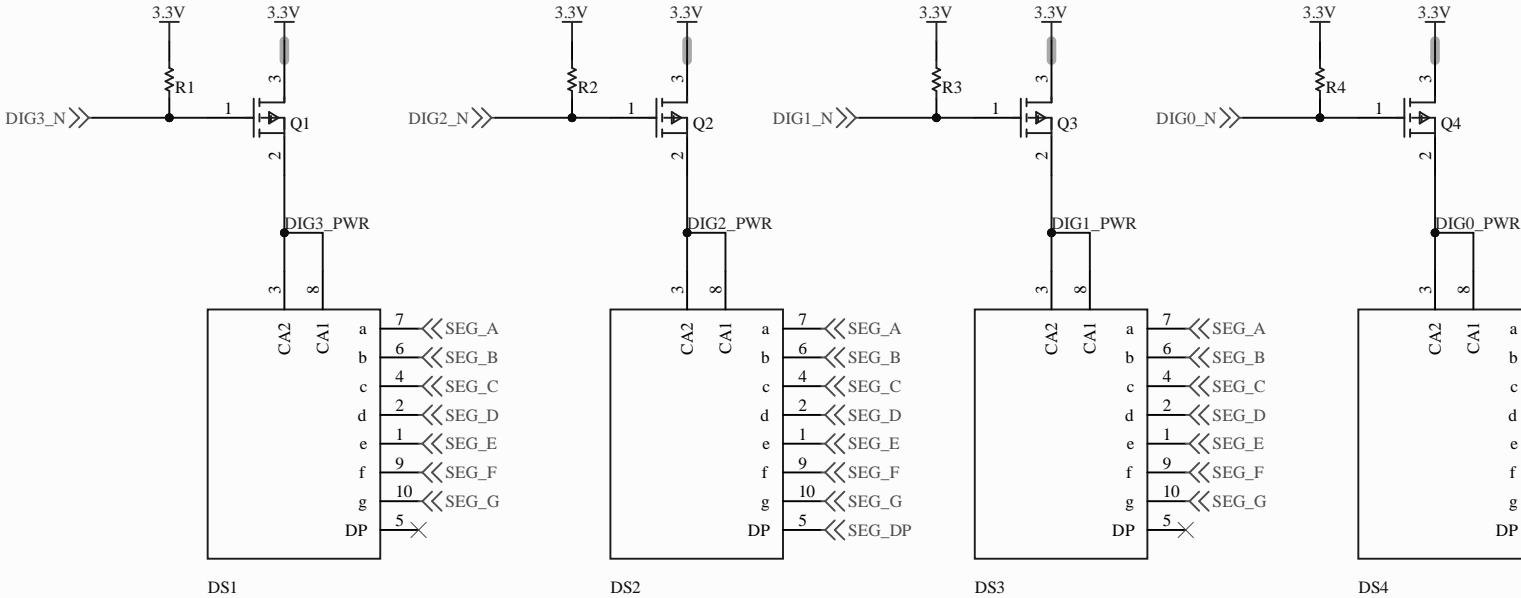 3.3V 3.3V 3.3V 3.3V 3.3V 3.3V 3.3V 3.3V
3 3 3 3
R1 R2 R3 R4
DIG3_N 1 Q1 DIG2_N 1 Q2 DIG1_N 1 Q3 DIG0_N 1 Q4
2 2 2 2
DIG3_PWR DIG2_PWR DIG1_PWR DIG0_PWR
3 8 3 8 3 8 3 8
CA2 CA1 CA2 CA1 CA2 CA1 CA2 CA1
a 7 SEG_A a 7 SEG_A a 7 SEG_A a
b 6 SEG_B b 6 SEG_B b 6 SEG_B b
c 4 SEG_C c 4 SEG_C c 4 SEG_C c
d 2 SEG_D d 2 SEG_D d 2 SEG_D d
e 1 SEG_E e 1 SEG_E e 1 SEG_E e
f 9 SEG_F f 9 SEG_F f 9 SEG_F f
g 10 SEG_G g 10 SEG_G g 10 SEG_G g
DP 5 DP 5 SEG_DP DP 5 DP
DS1 DS2 DS3 DS4